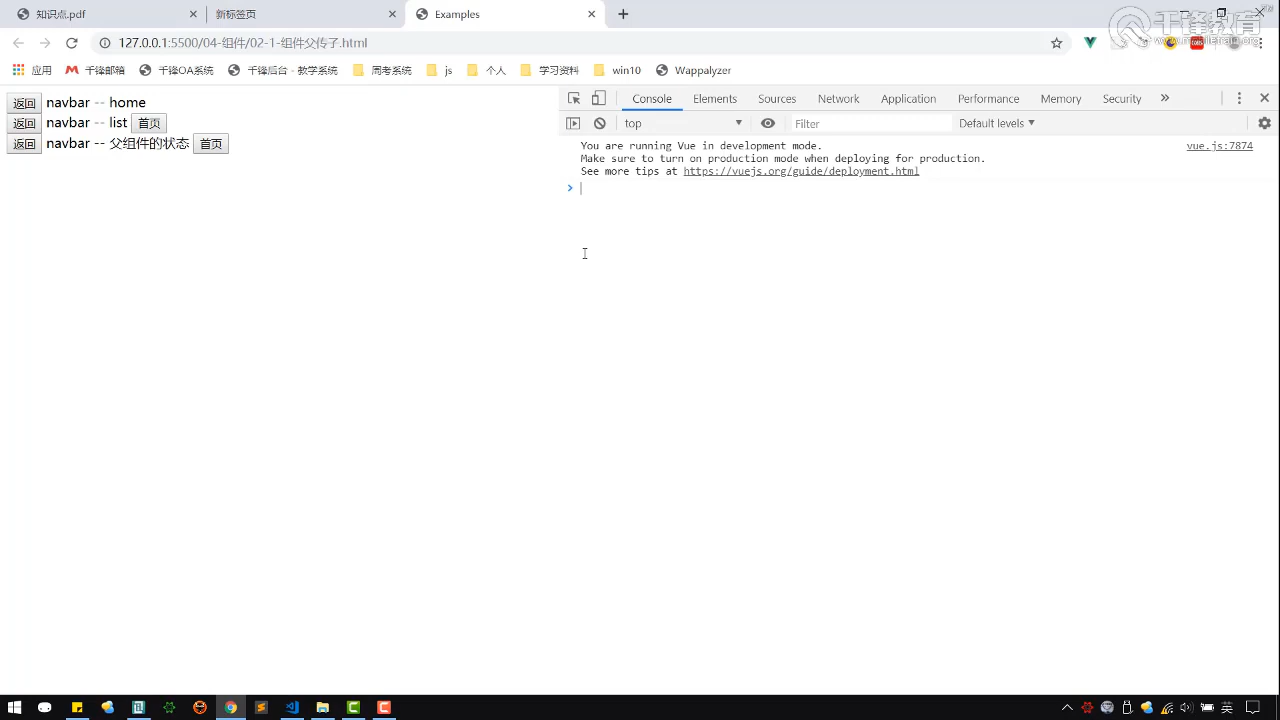 知识点.pdf
新标签页
Examples
千锋教育
127.0.0.1:5500/04-组件/02-1-组件父传子.html
应用
千锋邮箱
千锋OA系统
千锋后台 - 教学系统
周考系统
js
个人
学习资料
win10
Wappalyzer
返回 navbar -- home
返回 navbar -- list 首页
返回 navbar -- 父组件的状态 首页
Console Elements Sources Network Application Performance Memory Security
top Filter Default levels
You are running Vue in development mode. vue.js:7874
Make sure to turn on production mode when deploying for production.
See more tips at https://vuejs.org/guide/deployment.html
英